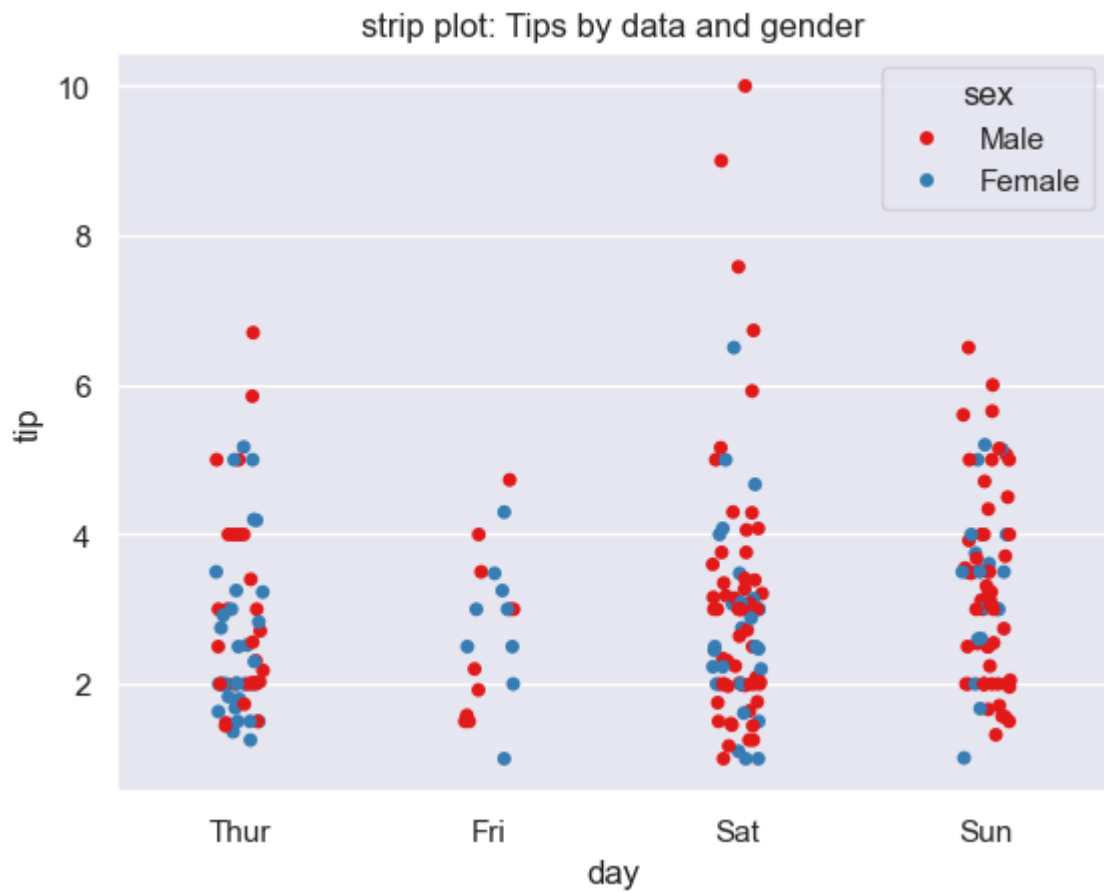 strip plot: Tips by data and gender
sex
Male
Female
10
8
6
4
2
tip
Thur Fri Sat Sun
day